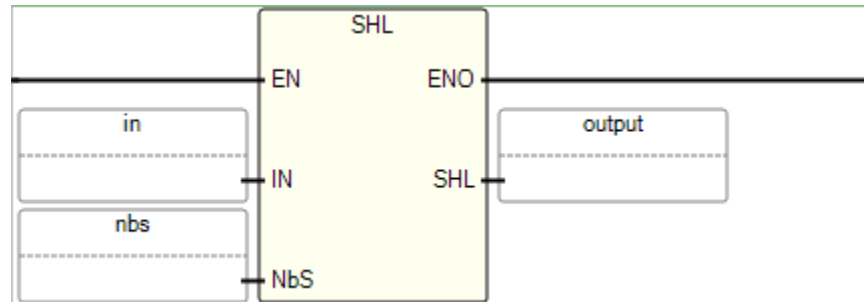 SHL
EN ENO
in output
IN SHL
nbs
NbS